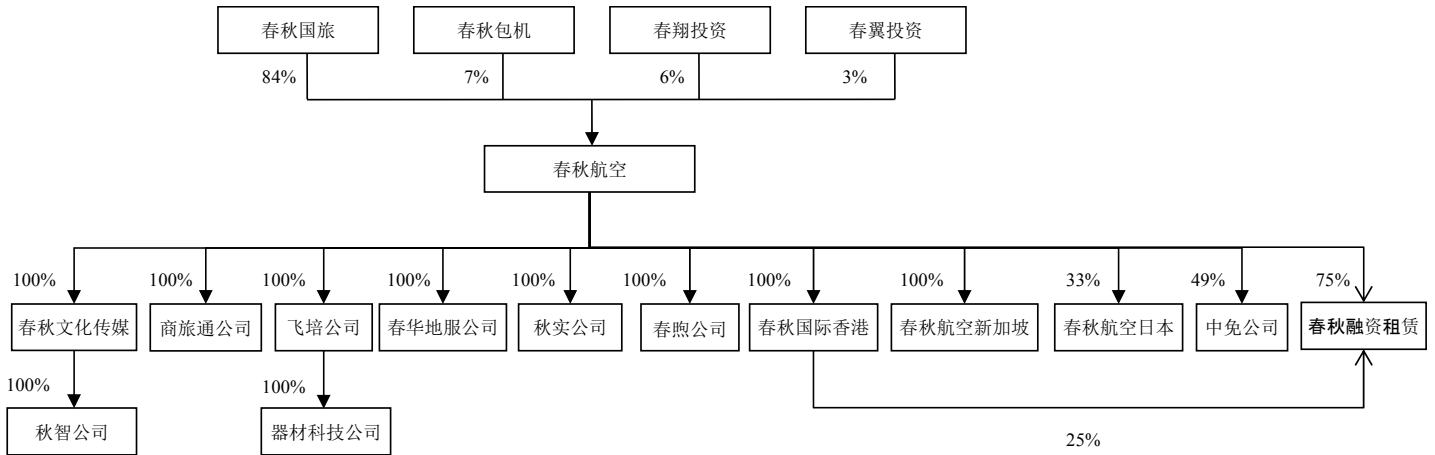 春秋国旅
春秋包机
春翔投资
春翼投资
84%
7%
6%
3%
春秋航空
100%
100%
100%
100%
100%
100%
100%
100%
33%
49%
75%
春秋文化传媒
商旅通公司
飞培公司
春华地服公司
秋实公司
春煦公司
春秋国际香港
春秋航空新加坡
春秋航空日本
中免公司
春秋融资租赁
100%
100%
秋智公司
器材科技公司
25%